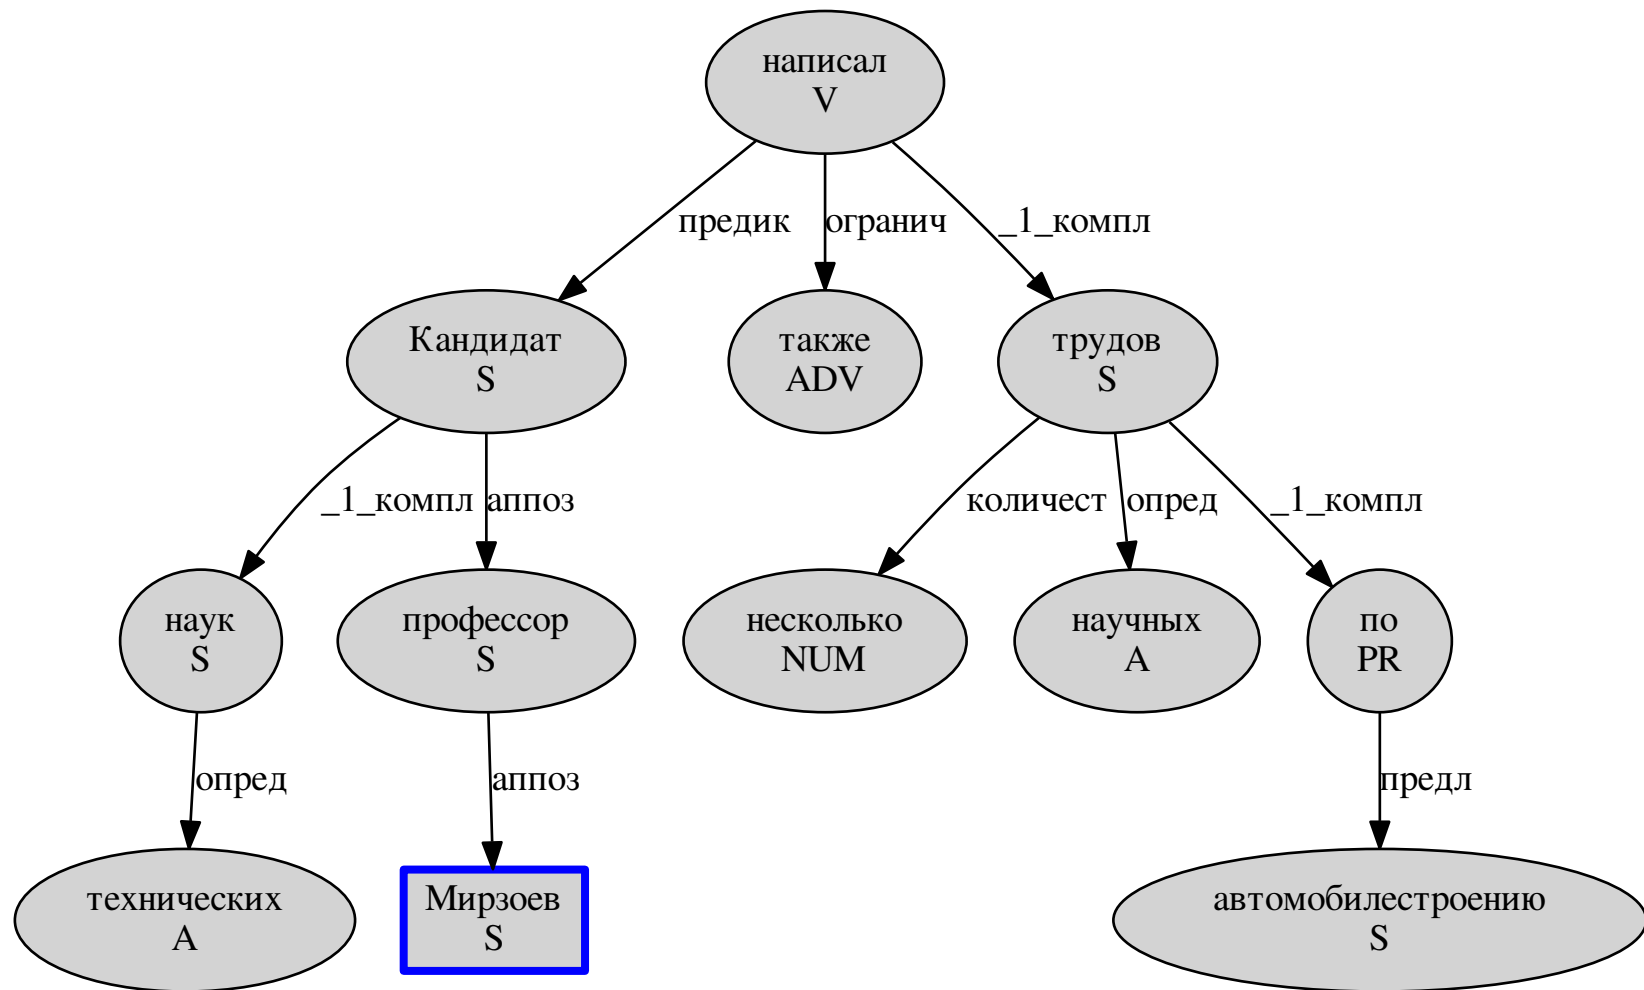 написал
V
предик
огранич
_1_компл
Кандидат
S
также
ADV
трудов
S
_1_компл
аппоз
количест
опред
_1_компл
наук
S
профессор
S
несколько
NUM
научных
A
по
PR
опред
аппоз
предл
технических
A
Мирзоев
S
автомобилестроению
S